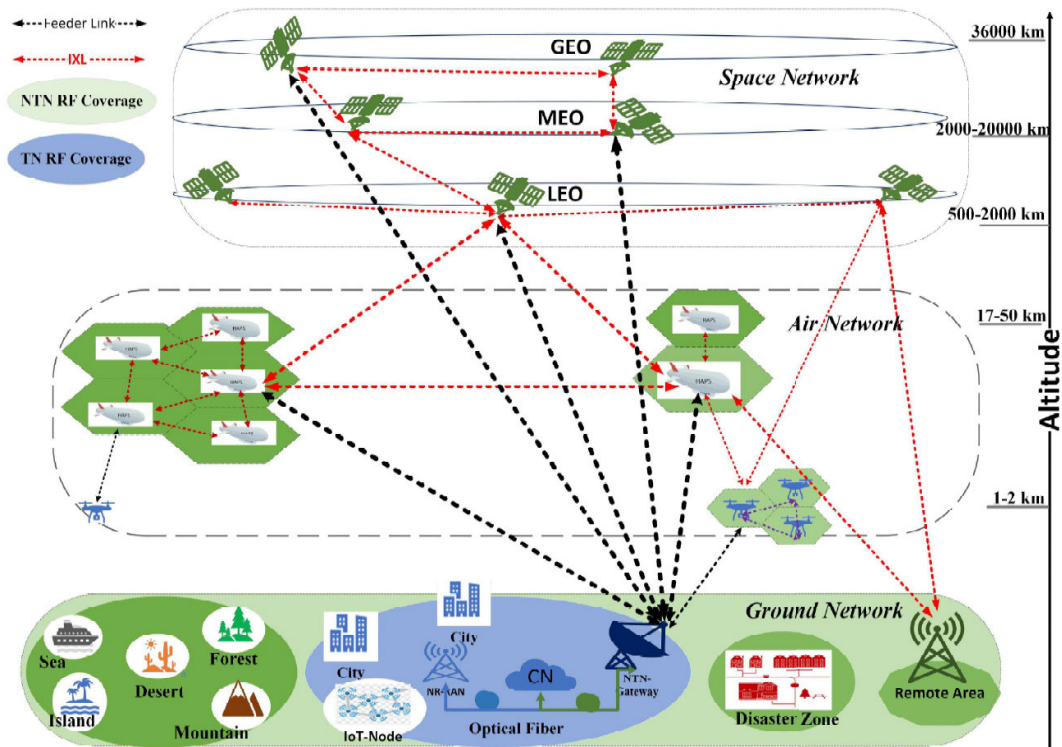 Feeder Link
IXL
NTN RF Coverage
TN RF Coverage
GEO
36000 km
Space Network
MEO
2000-20000 km
LEO
500-2000 km
17-50 km
Air Network
HAPS
HAPS
HAPS
HAPS
HAPS
HAPS
Altitude
1-2 km
Ground Network
Sea
Forest
Desert
Island
Mountain
City
City
NR-RAN
CN
NTN-
Gateway
IoT-Node
Optical Fiber
Disaster Zone
Remote Area